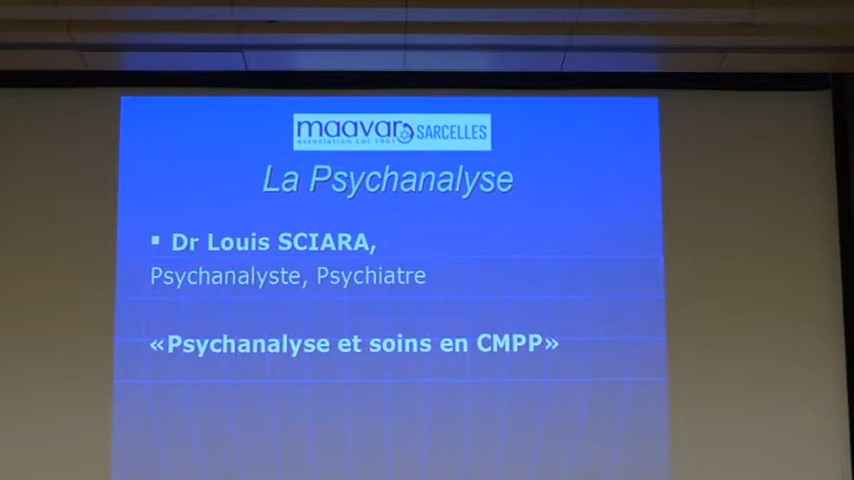 maavar SARCELLES
association Loi 1901
La Psychanalyse
▪ Dr Louis SCIARA,
Psychanalyste, Psychiatre
«Psychanalyse et soins en CMPP»